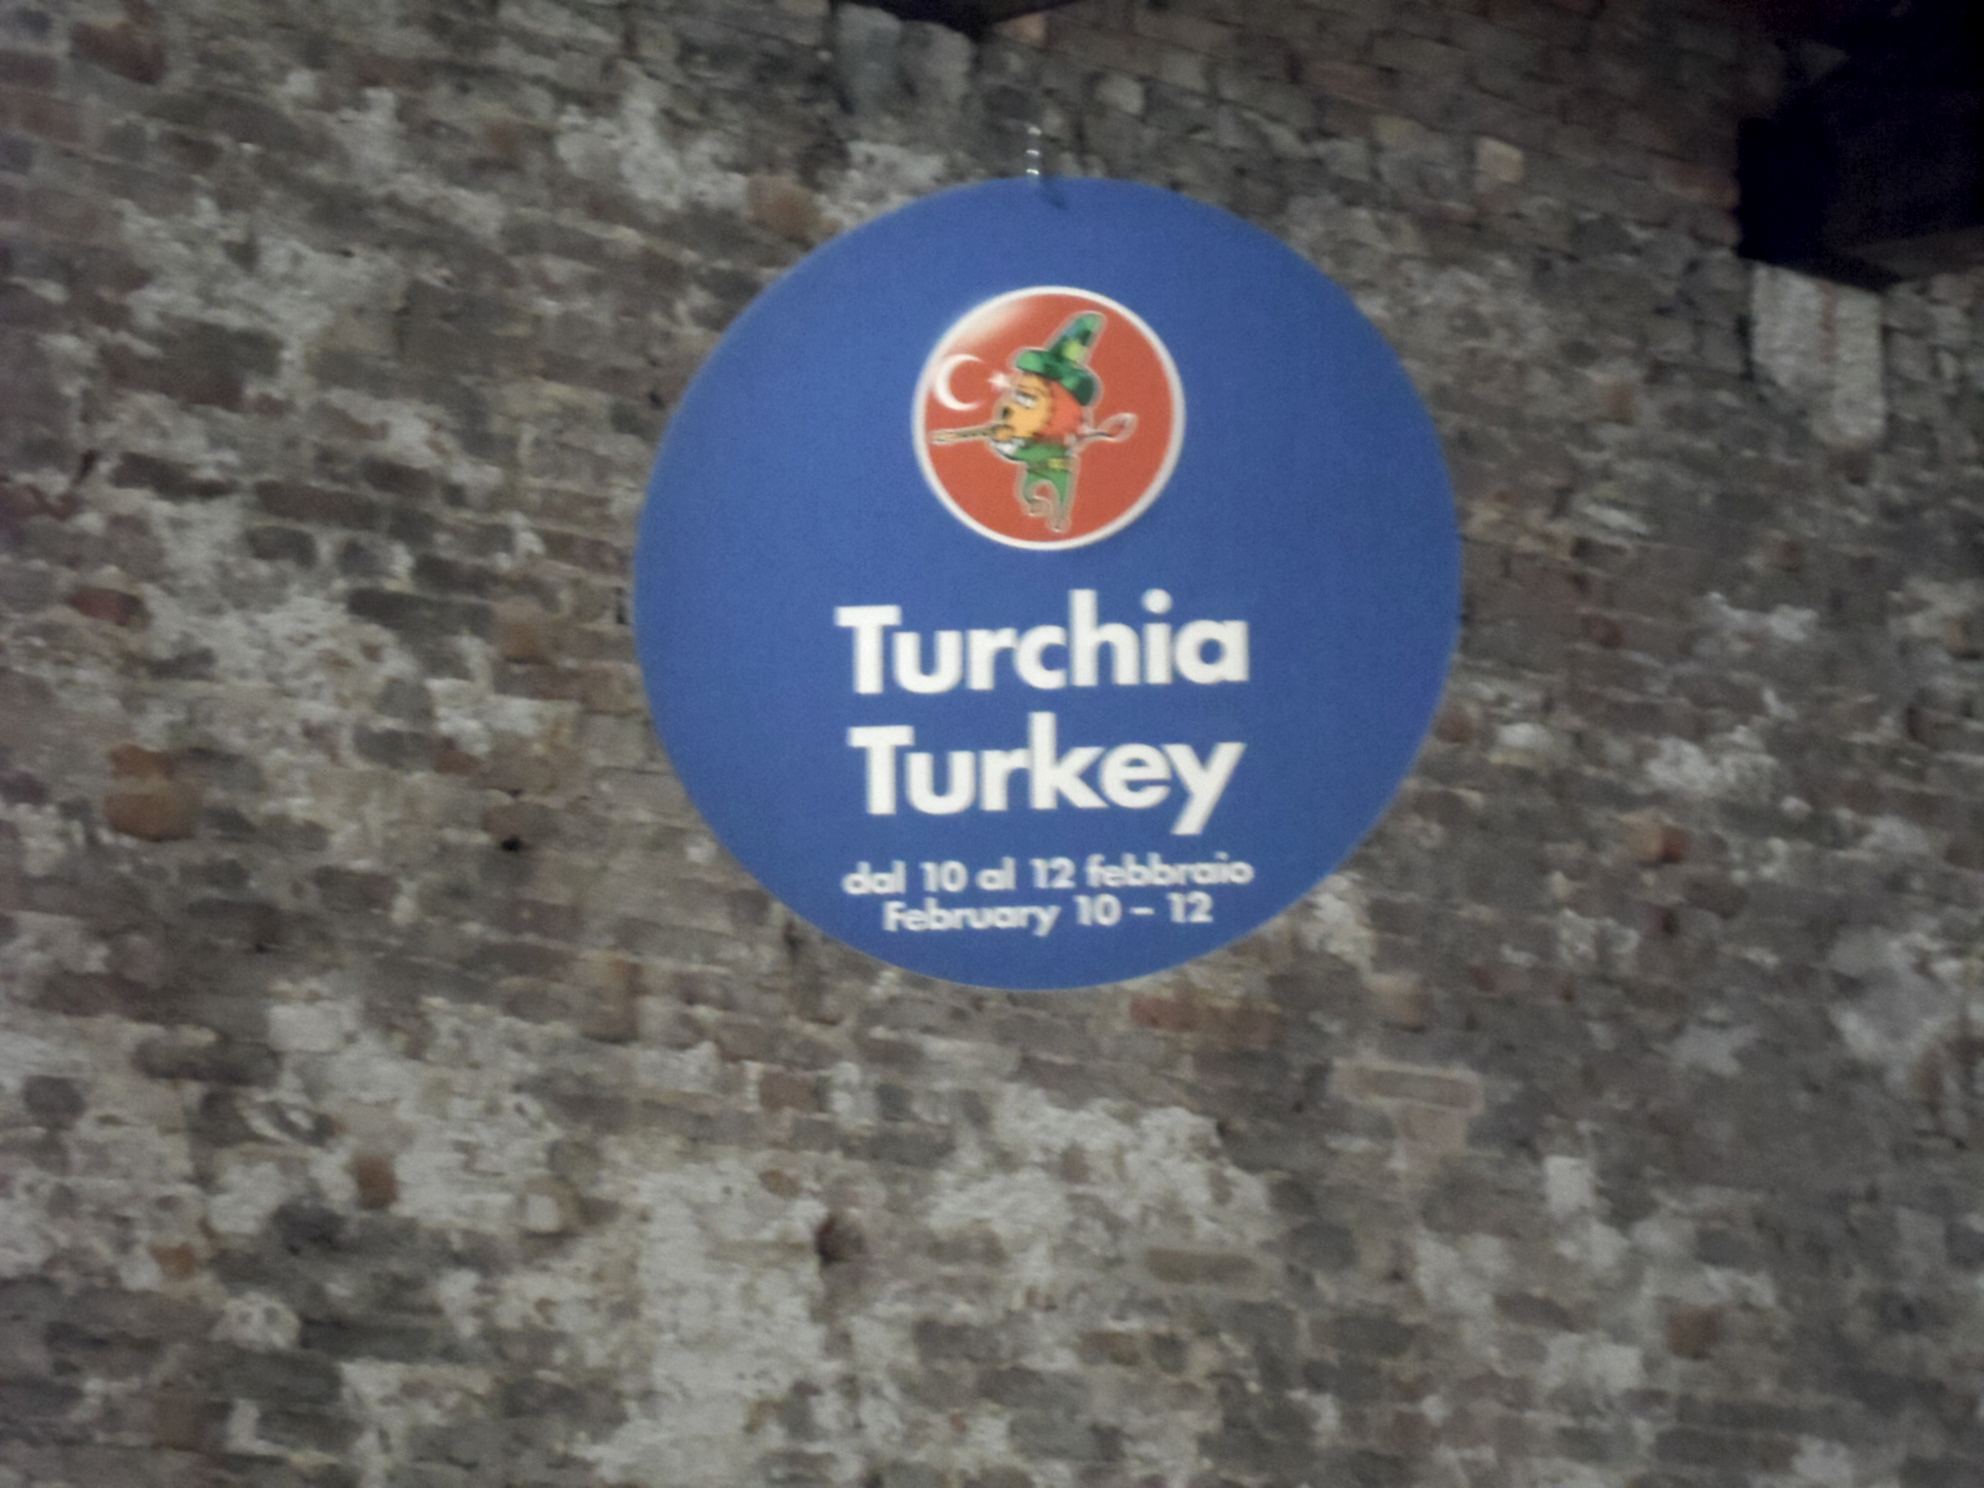 Turchia
Turkey
dal 10 al 12 febbraio
February 10 – 12